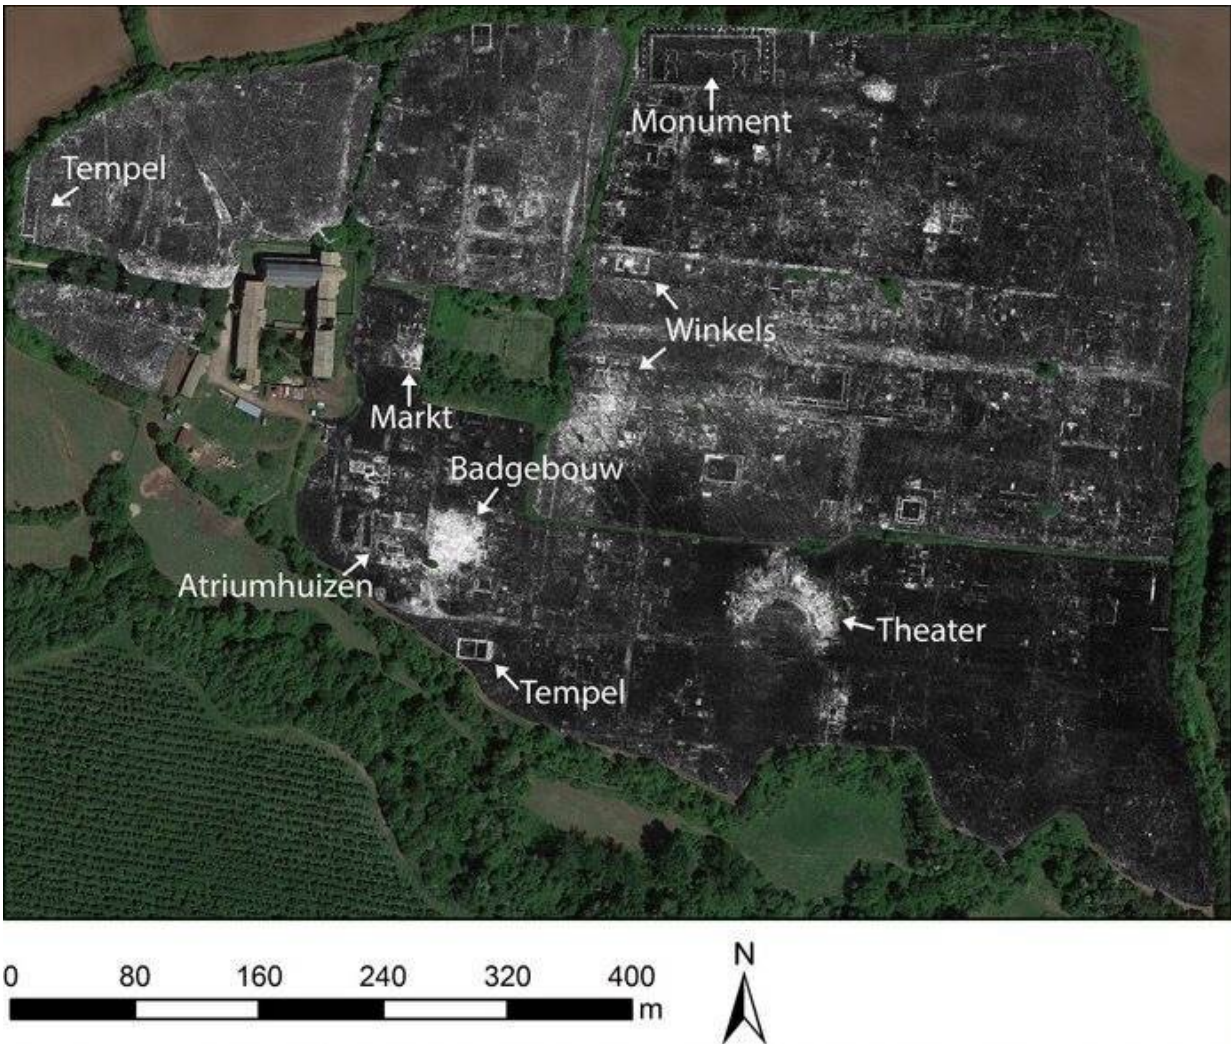 Monument
Tempel
Winkels
Markt
Badgebouw
Atriumhuizen
Theater
Tempel
0 80 160 240 320 400
m
N